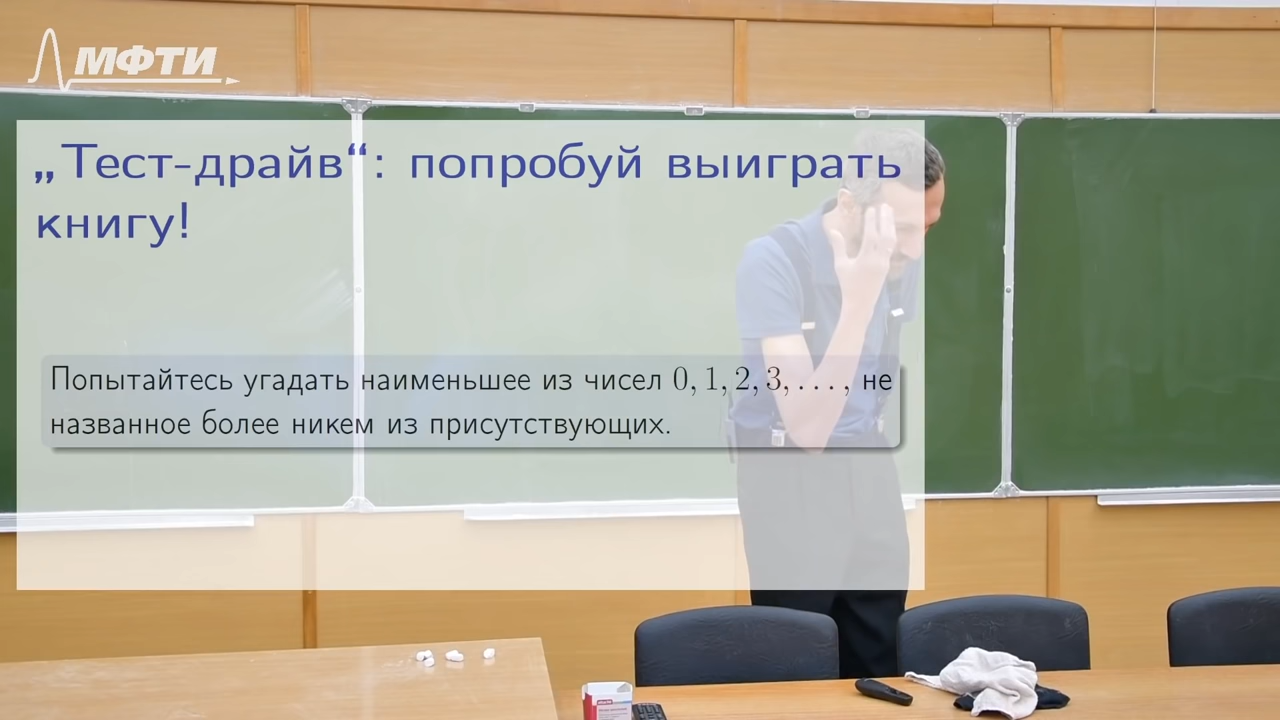 МФТИ
„Тест-драйв“: попробуй выиграть
книгу!
Попытайтесь угадать наименьшее из чисел 0, 1, 2, 3, . . . , не
названное более никем из присутствующих.